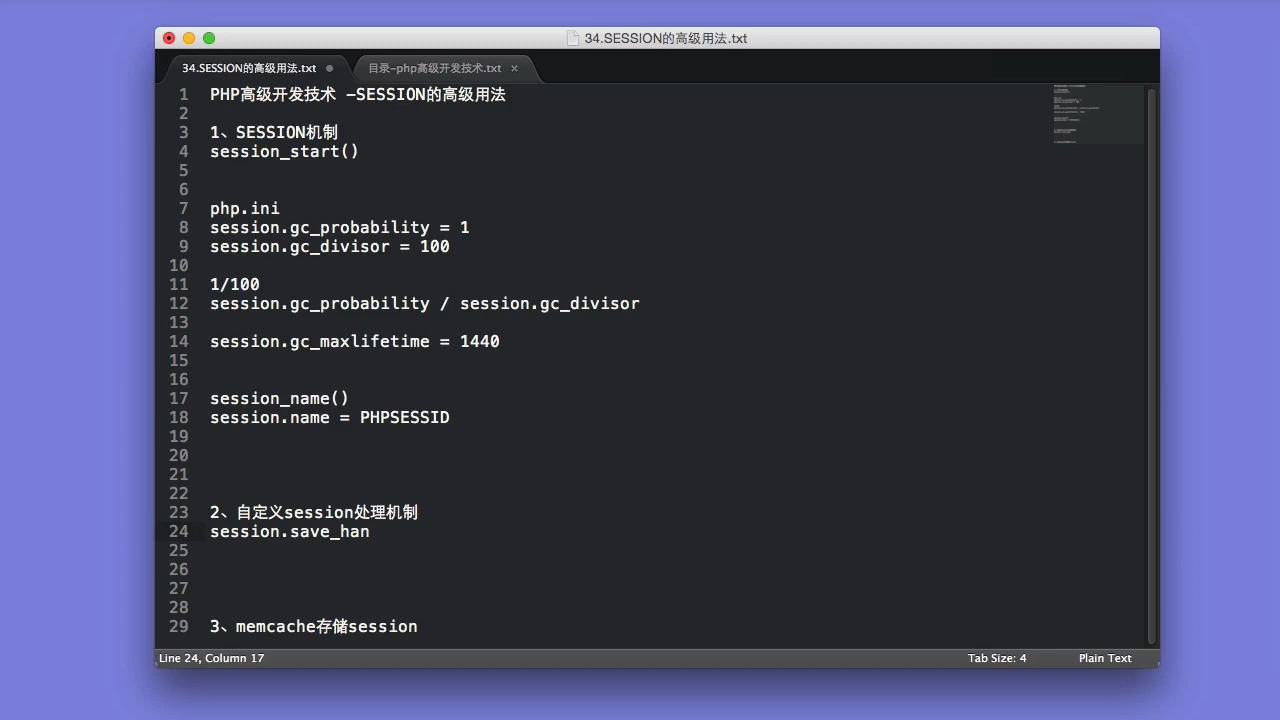 34.SESSION的高级用法.txt
34.SESSION的高级用法.txt
目录-php高级开发技术.txt ×
1 PHP高级开发技术 -SESSION的高级用法
2
3 1、SESSION机制
4 session_start()
5
6
7 php.ini
8 session.gc_probability = 1
9 session.gc_divisor = 100
10
11 1/100
12 session.gc_probability / session.gc_divisor
13
14 session.gc_maxlifetime = 1440
15
16
17 session_name()
18 session.name = PHPSESSID
19
20
21
22
23 2、自定义session处理机制
24 session.save_han
25
26
27
28
29 3、memcache存储session
Line 24, Column 17
Tab Size: 4
Plain Text